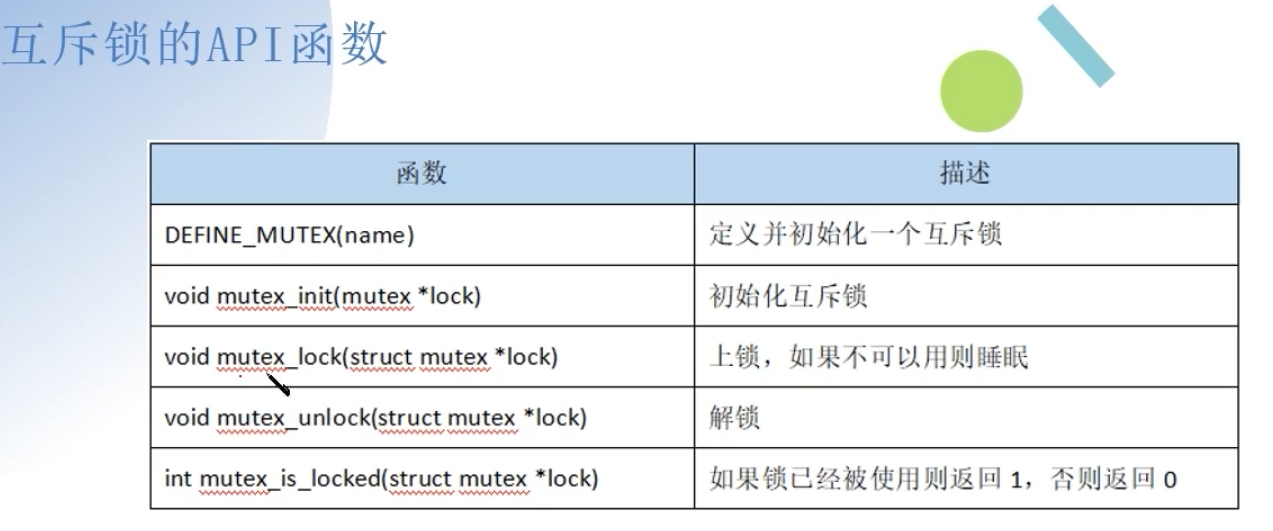 互斥锁的API函数
函数 描述
DEFINE_MUTEX(name) 定义并初始化一个互斥锁
void mutex_init(mutex *lock) 初始化互斥锁
void mutex_lock(struct mutex *lock) 上锁，如果不可以用则睡眠
void mutex_unlock(struct mutex *lock) 解锁
int mutex_is_locked(struct mutex *lock) 如果锁已经被使用则返回 1，否则返回 0